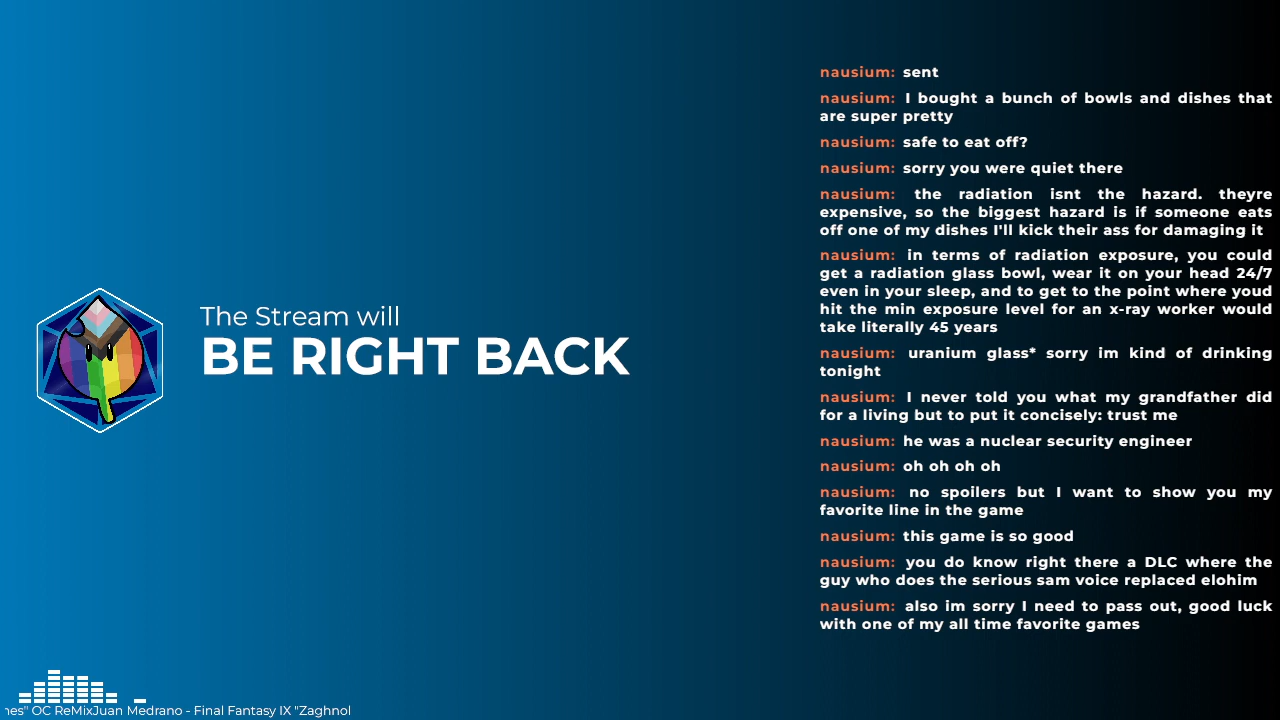 nausium: sent
nausium: I bought a bunch of bowls and dishes that
are super pretty
nausium: safe to eat off?
nausium: sorry you were quiet there
nausium: the radiation isnt the hazard. theyre
expensive, so the biggest hazard is if someone eats
off one of my dishes I'll kick their ass for damaging it
nausium: in terms of radiation exposure, you could
get a radiation glass bowl, wear it on your head 24/7
even in your sleep, and to get to the point where youd
hit the min exposure level for an x-ray worker would
take literally 45 years
nausium: uranium glass* sorry im kind of drinking
tonight
nausium: I never told you what my grandfather did
for a living but to put it concisely: trust me
nausium: he was a nuclear security engineer
nausium: oh oh oh oh
nausium: no spoilers but I want to show you my
favorite line in the game
nausium: this game is so good
nausium: you do know right there a DLC where the
guy who does the serious sam voice replaced elohim
nausium: also im sorry I need to pass out, good luck
with one of my all time favorite games
The Stream will
BE RIGHT BACK
nes" OC ReMixJuan Medrano - Final Fantasy IX "Zaghnol